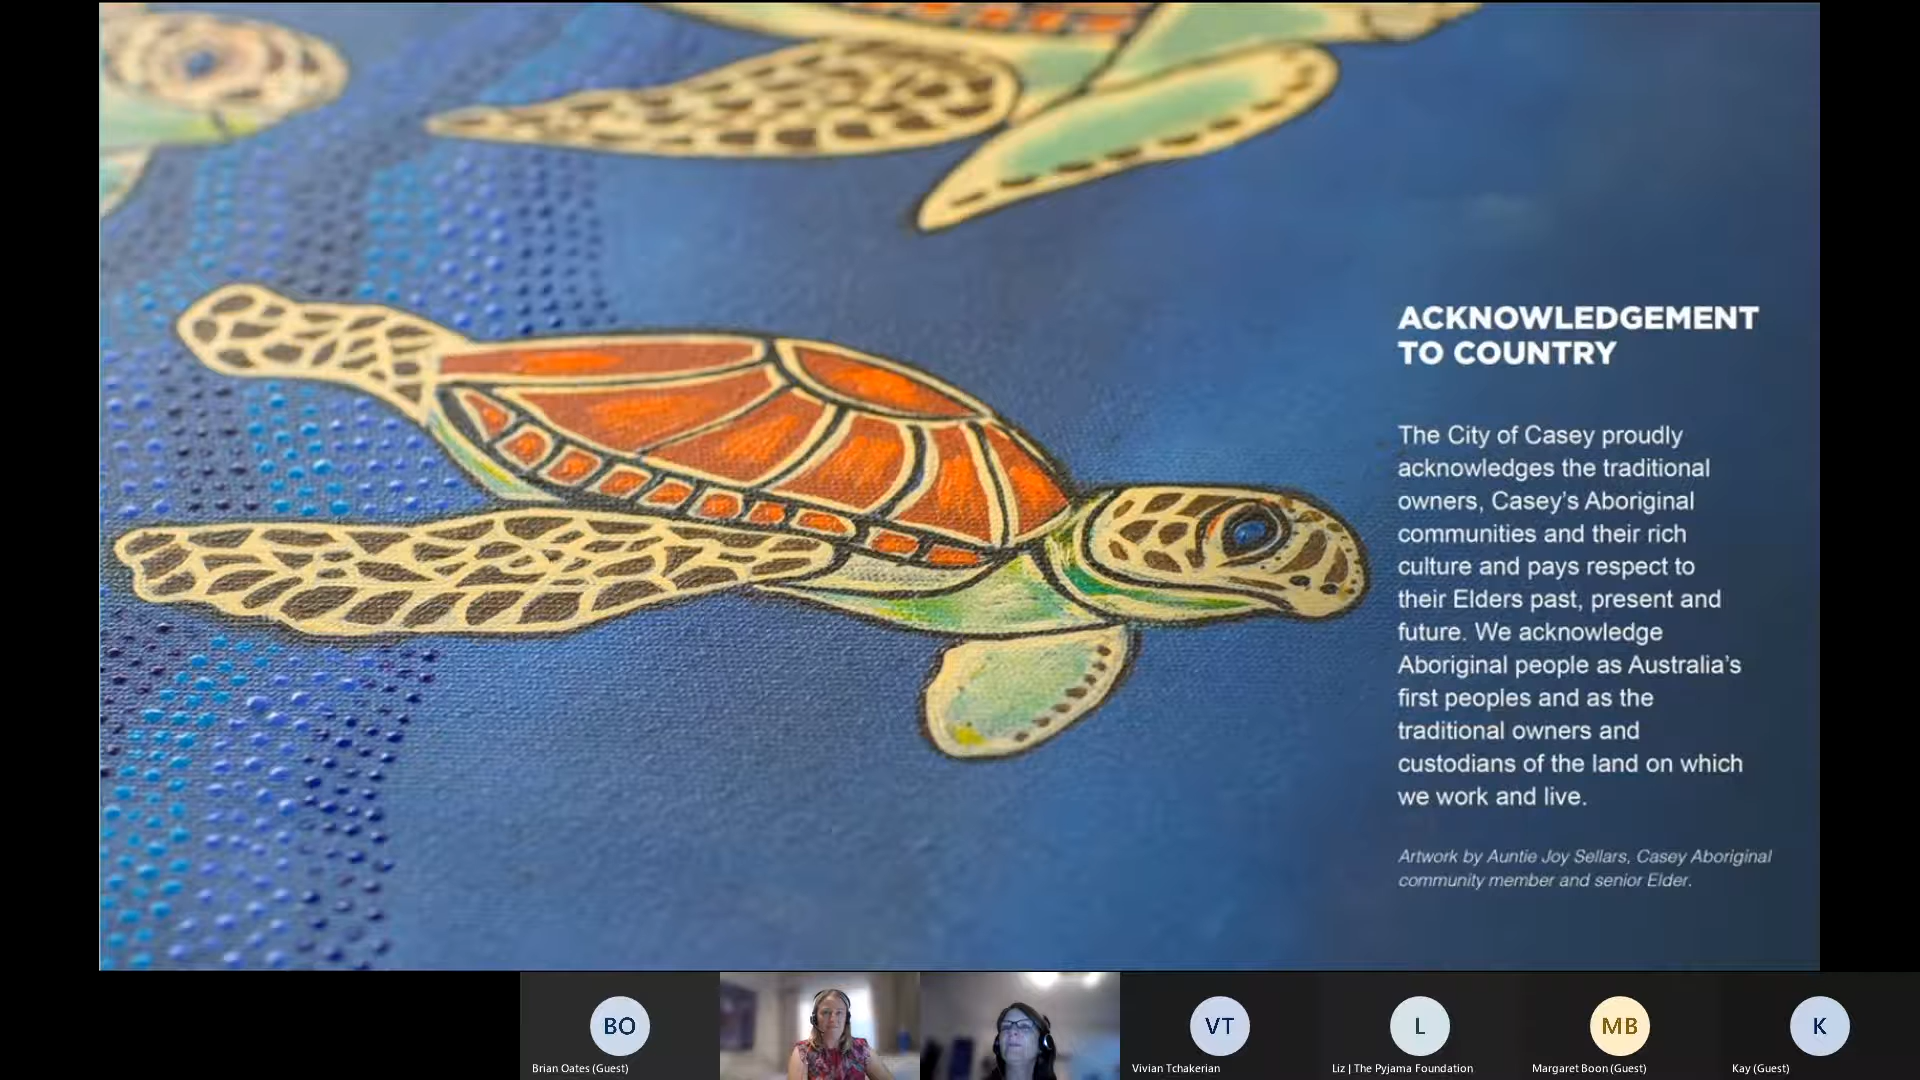 ACKNOWLEDGEMENT
TO COUNTRY
The City of Casey proudly
acknowledges the traditional
owners, Casey's Aboriginal
communities and their rich
culture and pays respect to
their Elders past, present and
future. We acknowledge
Aboriginal people as Australia's
first peoples and as the
traditional owners and
custodians of the land on which
we work and live.
Artwork by Auntie Joy Sellars, Casey Aboriginal
community member and senior Elder.
BO
VT
L
MB
K
Brian Oates (Guest)
Vivian Tchakerian
Liz | The Pyjama Foundation
Margaret Boon (Guest)
Kay (Guest)